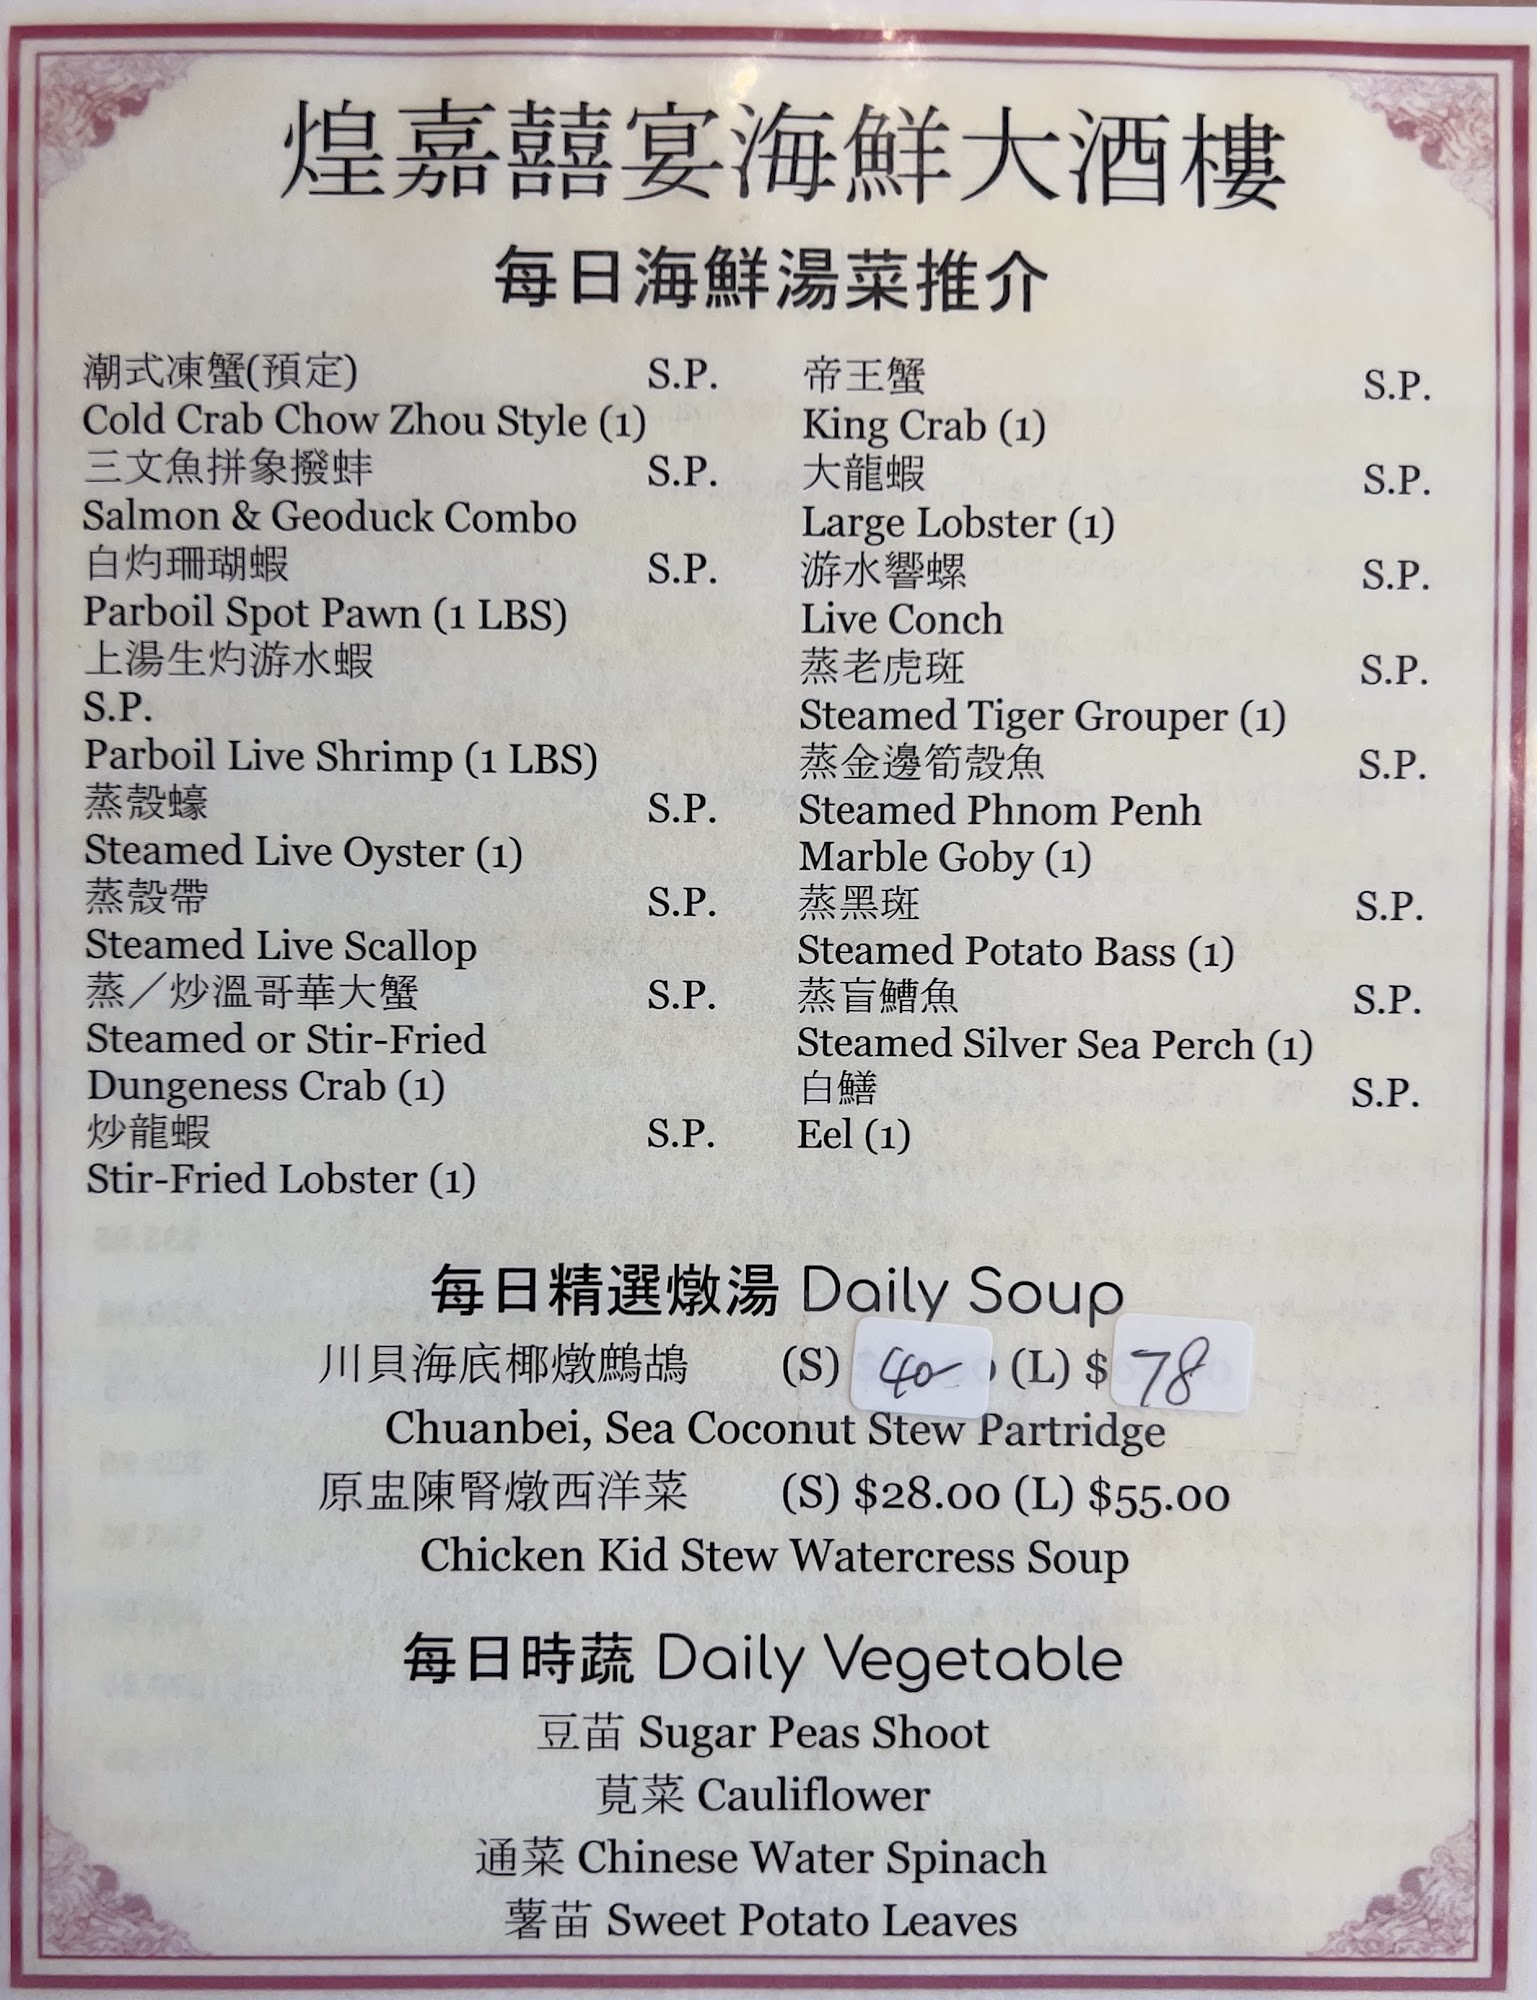 煌嘉囍宴海鮮大酒樓
每日海鮮湯菜推介
潮式凍蟹(預定) S.P.
Cold Crab Chow Zhou Style (1)
三文魚拼象撥蚌 S.P.
Salmon & Geoduck Combo
白灼珊瑚蝦 S.P.
Parboil Spot Pawn (1 LBS)
上湯生灼游水蝦
S.P.
Parboil Live Shrimp (1 LBS)
蒸殼蠔 S.P.
Steamed Live Oyster (1)
蒸殼帶 S.P.
Steamed Live Scallop
蒸／炒溫哥華大蟹 S.P.
Steamed or Stir-Fried
Dungeness Crab (1)
炒龍蝦 S.P.
Stir-Fried Lobster (1)
帝王蟹 S.P.
King Crab (1)
大龍蝦 S.P.
Large Lobster (1)
游水響螺 S.P.
Live Conch
蒸老虎斑 S.P.
Steamed Tiger Grouper (1)
蒸金邊筍殼魚 S.P.
Steamed Phnom Penh
Marble Goby (1)
蒸黑斑 S.P.
Steamed Potato Bass (1)
蒸盲鰽魚 S.P.
Steamed Silver Sea Perch (1)
白鱔 S.P.
Eel (1)
每日精選燉湯 Daily Soup
川貝海底椰燉鷓鴣 (S) 40 (L) $ 78
Chuanbei, Sea Coconut Stew Partridge
原盅陳腎燉西洋菜 (S) $28.00 (L) $55.00
Chicken Kid Stew Watercress Soup
每日時蔬 Daily Vegetable
豆苗 Sugar Peas Shoot
莧菜 Cauliflower
通菜 Chinese Water Spinach
薯苗 Sweet Potato Leaves